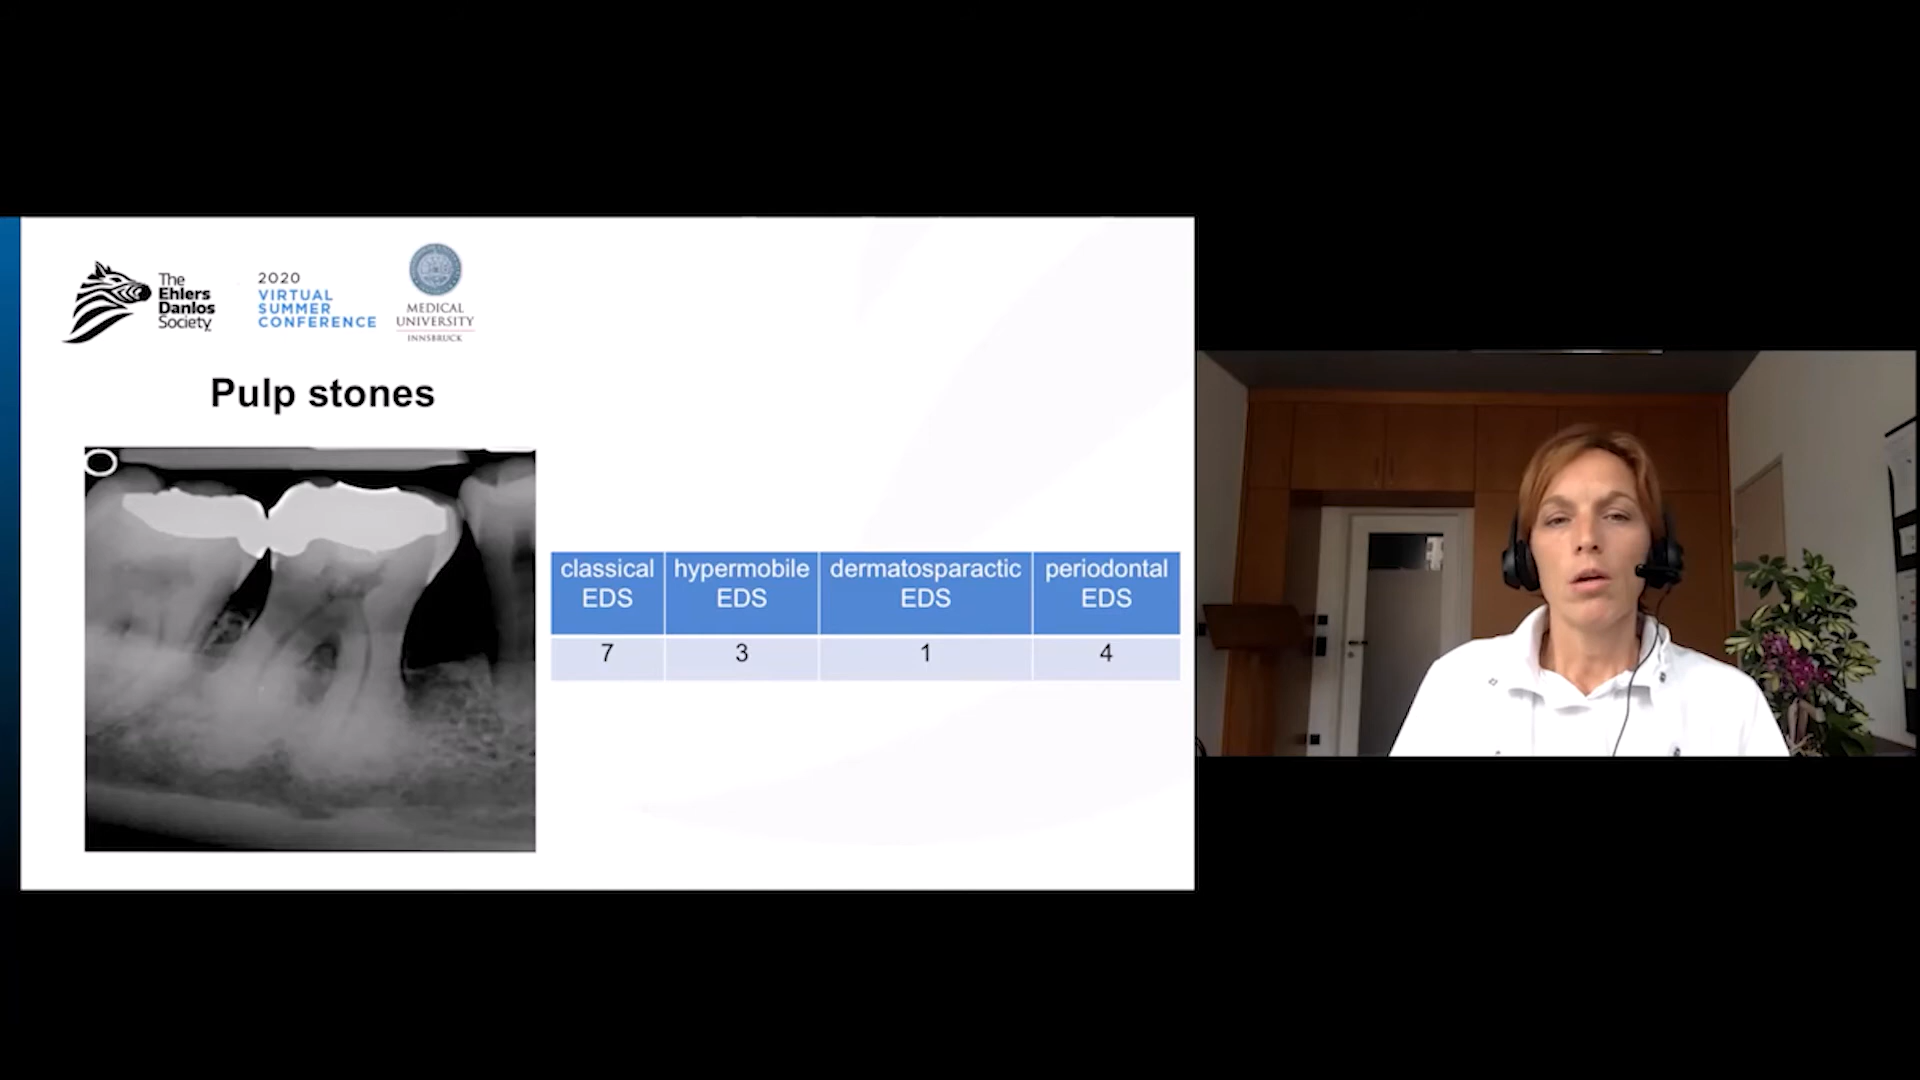 The
Ehlers
Danlos
Society
2020
VIRTUAL
SUMMER
CONFERENCE
MEDICAL
UNIVERSITY
INNSBRUCK
Pulp stones
classical EDS
hypermobile EDS
dermatosparactic EDS
periodontal EDS
7
3
1
4